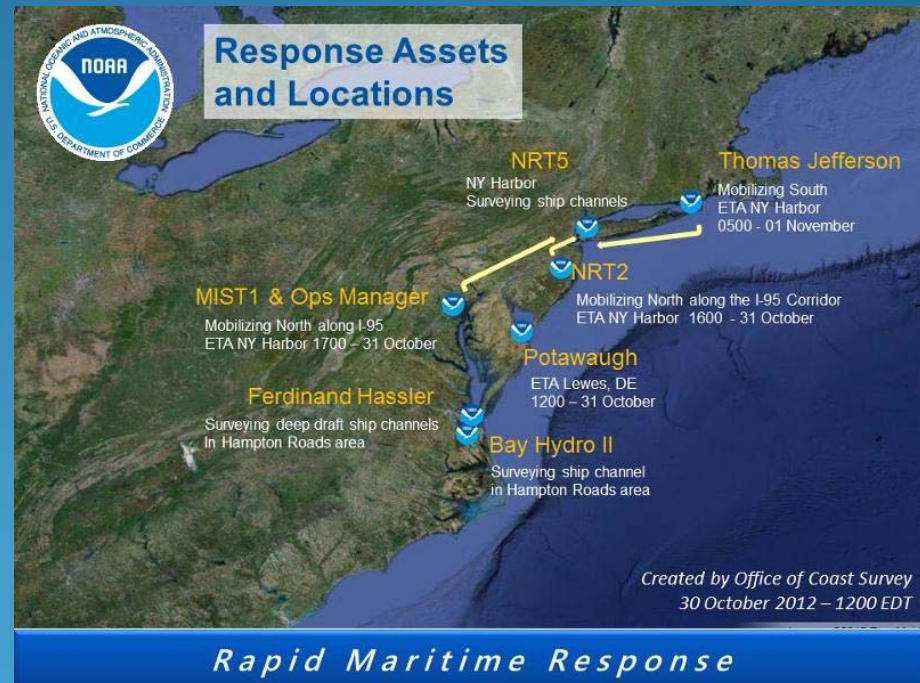 NATIONAL OCEANIC AND ATMOSPHERIC ADMINISTRATION
U.S. DEPARTMENT OF COMMERCE
NOAA
Response Assets
and Locations
NRT5
NY Harbor
Surveying ship channels
Thomas Jefferson
Mobilizing South
ETA NY Harbor
0500 - 01 November
NRT2
Mobilizing North along the I-95 Corridor
ETA NY Harbor 1600 - 31 October
MIST1 & Ops Manager
Mobilizing North along I-95
ETA NY Harbor 1700 – 31 October
Potawaugh
ETA Lewes, DE
1200 – 31 October
Ferdinand Hassler
Surveying deep draft ship channels
In Hampton Roads area
Bay Hydro II
Surveying ship channel
in Hampton Roads area
Created by Office of Coast Survey
30 October 2012 – 1200 EDT
Rapid Maritime Response